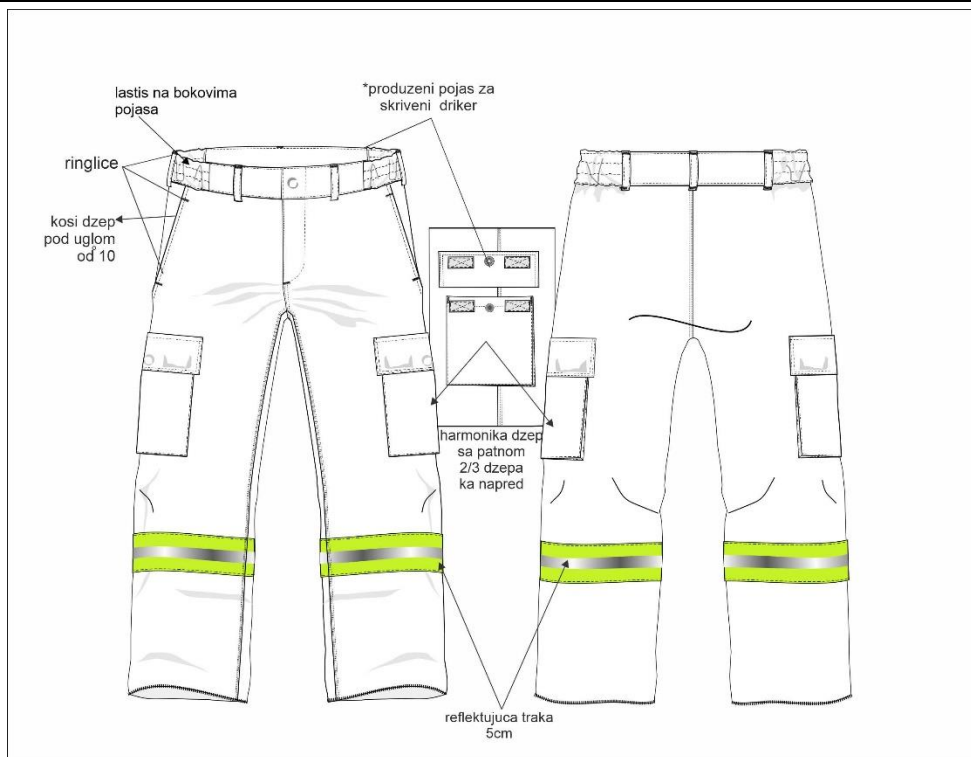 lastis na bokovima
pojasa
*produzeni pojas za
skriveni driker
ringlice
kosi dzep
pod uglom
od 10
harmonika dzep
sa patnom
2/3 dzepa
ka napred
reflektujuca traka
5cm